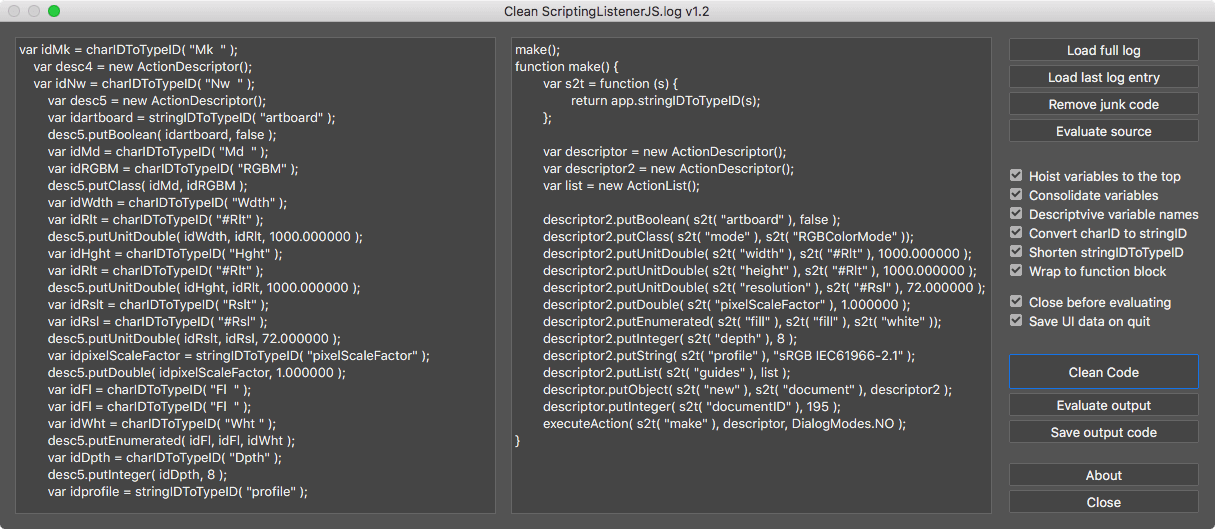 Clean ScriptingListenerJS.log v1.2
var idMk = charIDToTypeID( "Mk  " );
var desc4 = new ActionDescriptor();
var idNw = charIDToTypeID( "Nw  " );
var desc5 = new ActionDescriptor();
var idartboard = stringIDToTypeID( "artboard" );
desc5.putBoolean( idartboard, false );
var idMd = charIDToTypeID( "Md  " );
var idRGBM = charIDToTypeID( "RGBM" );
desc5.putClass( idMd, idRGBM );
var idWdth = charIDToTypeID( "Wdth" );
var idRlt = charIDToTypeID( "#Rlt" );
desc5.putUnitDouble( idWdth, idRlt, 1000.000000 );
var idHght = charIDToTypeID( "Hght" );
var idRlt = charIDToTypeID( "#Rlt" );
desc5.putUnitDouble( idHght, idRlt, 1000.000000 );
var idRslt = charIDToTypeID( "Rslt" );
var idRsl = charIDToTypeID( "#Rsl" );
desc5.putUnitDouble( idRslt, idRsl, 72.000000 );
var idpixelScaleFactor = stringIDToTypeID( "pixelScaleFactor" );
desc5.putDouble( idpixelScaleFactor, 1.000000 );
var idFl = charIDToTypeID( "Fl  " );
var idFl = charIDToTypeID( "Fl  " );
var idWht = charIDToTypeID( "Wht " );
desc5.putEnumerated( idFl, idFl, idWht );
var idDpth = charIDToTypeID( "Dpth" );
desc5.putInteger( idDpth, 8 );
var idprofile = stringIDToTypeID( "profile" );
make();
function make() {
var s2t = function (s) {
return app.stringIDToTypeID(s);
};
var descriptor = new ActionDescriptor();
var descriptor2 = new ActionDescriptor();
var list = new ActionList();
descriptor2.putBoolean( s2t( "artboard" ), false );
descriptor2.putClass( s2t( "mode" ), s2t( "RGBColorMode" ));
descriptor2.putUnitDouble( s2t( "width" ), s2t( "#Rlt" ), 1000.000000 );
descriptor2.putUnitDouble( s2t( "height" ), s2t( "#Rlt" ), 1000.000000 );
descriptor2.putUnitDouble( s2t( "resolution" ), s2t( "#Rsl" ), 72.000000 );
descriptor2.putDouble( s2t( "pixelScaleFactor" ), 1.000000 );
descriptor2.putEnumerated( s2t( "fill" ), s2t( "fill" ), s2t( "white" ));
descriptor2.putInteger( s2t( "depth" ), 8 );
descriptor2.putString( s2t( "profile" ), "sRGB IEC61966-2.1" );
descriptor2.putList( s2t( "guides" ), list );
descriptor.putObject( s2t( "new" ), s2t( "document" ), descriptor2 );
descriptor.putInteger( s2t( "documentID" ), 195 );
executeAction( s2t( "make" ), descriptor, DialogModes.NO );
}
Load full log
Load last log entry
Remove junk code
Evaluate source
Hoist variables to the top
Consolidate variables
Descriptvive variable names
Convert charID to stringID
Shorten stringIDToTypeID
Wrap to function block
Close before evaluating
Save UI data on quit
Clean Code
Evaluate output
Save output code
About
Close